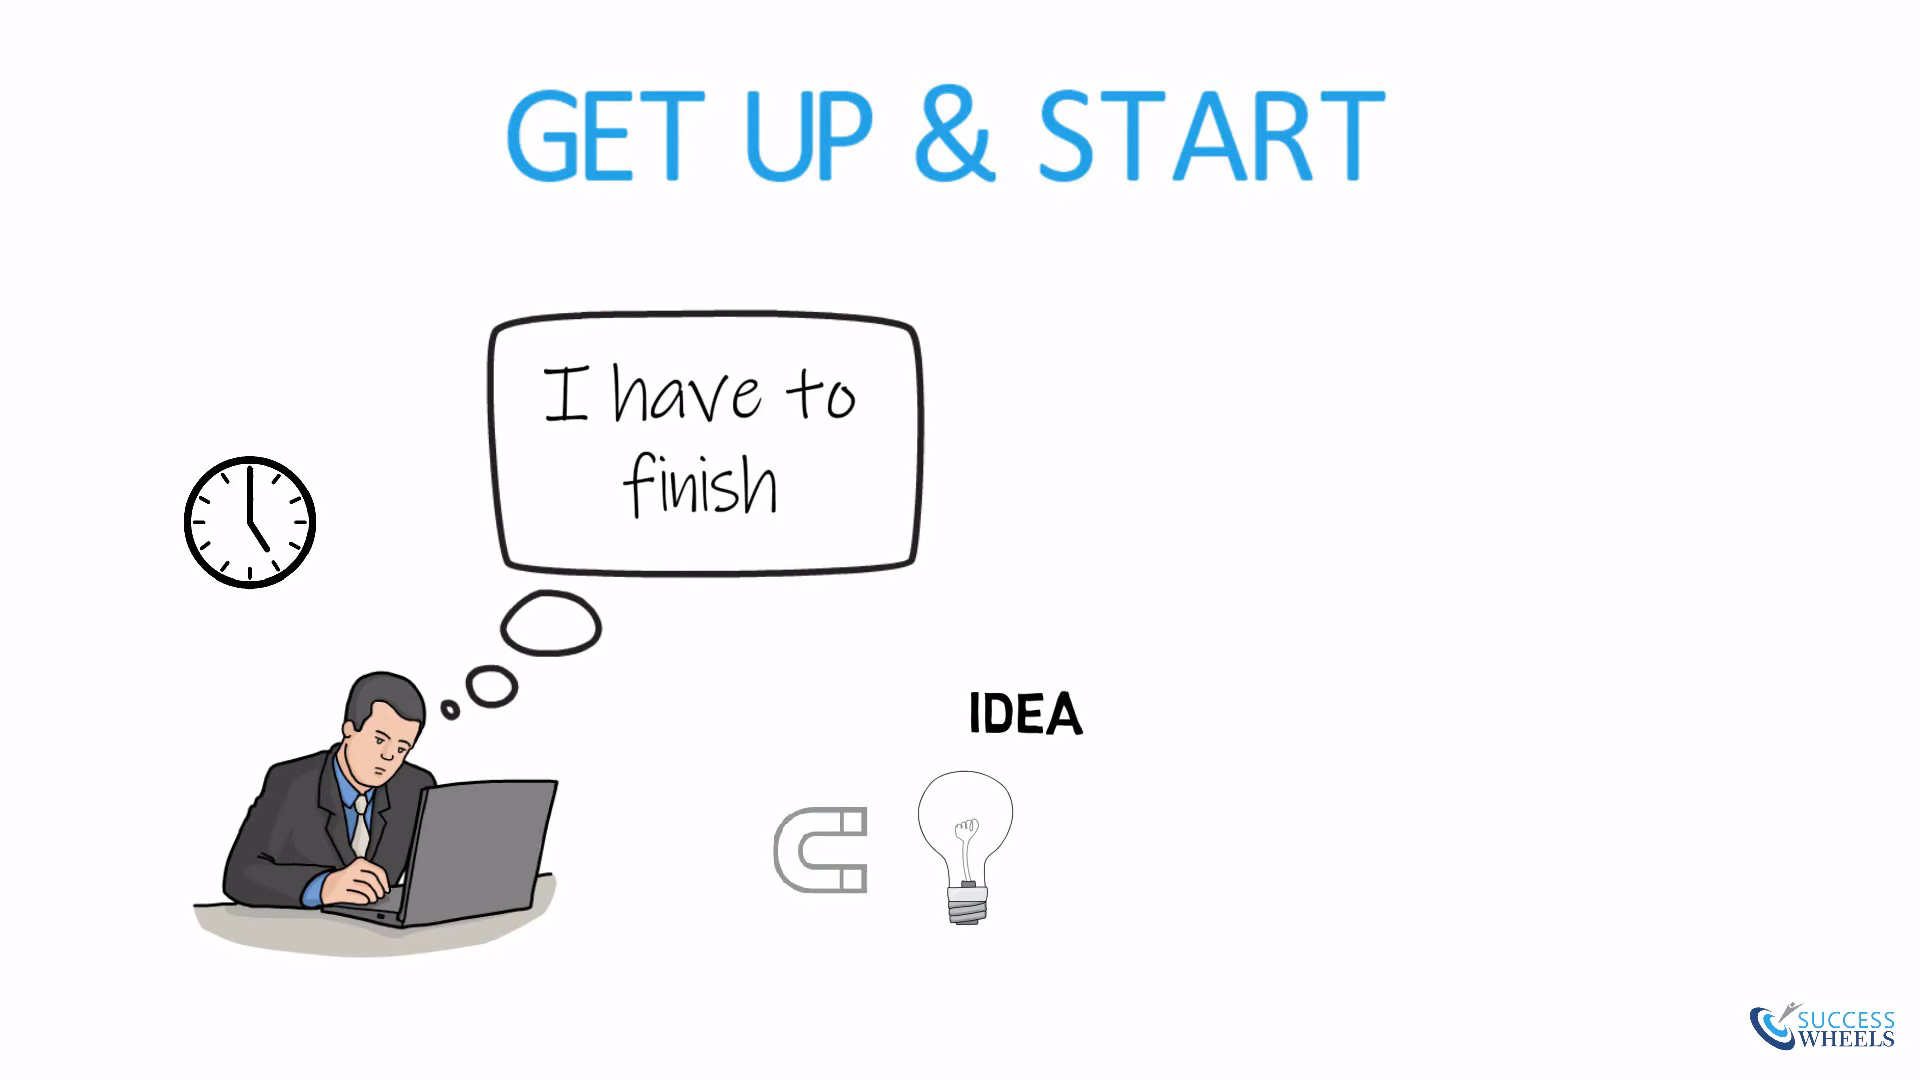 GET UP & START
I have to
finish
IDEA
SUCCESS
WHEELS